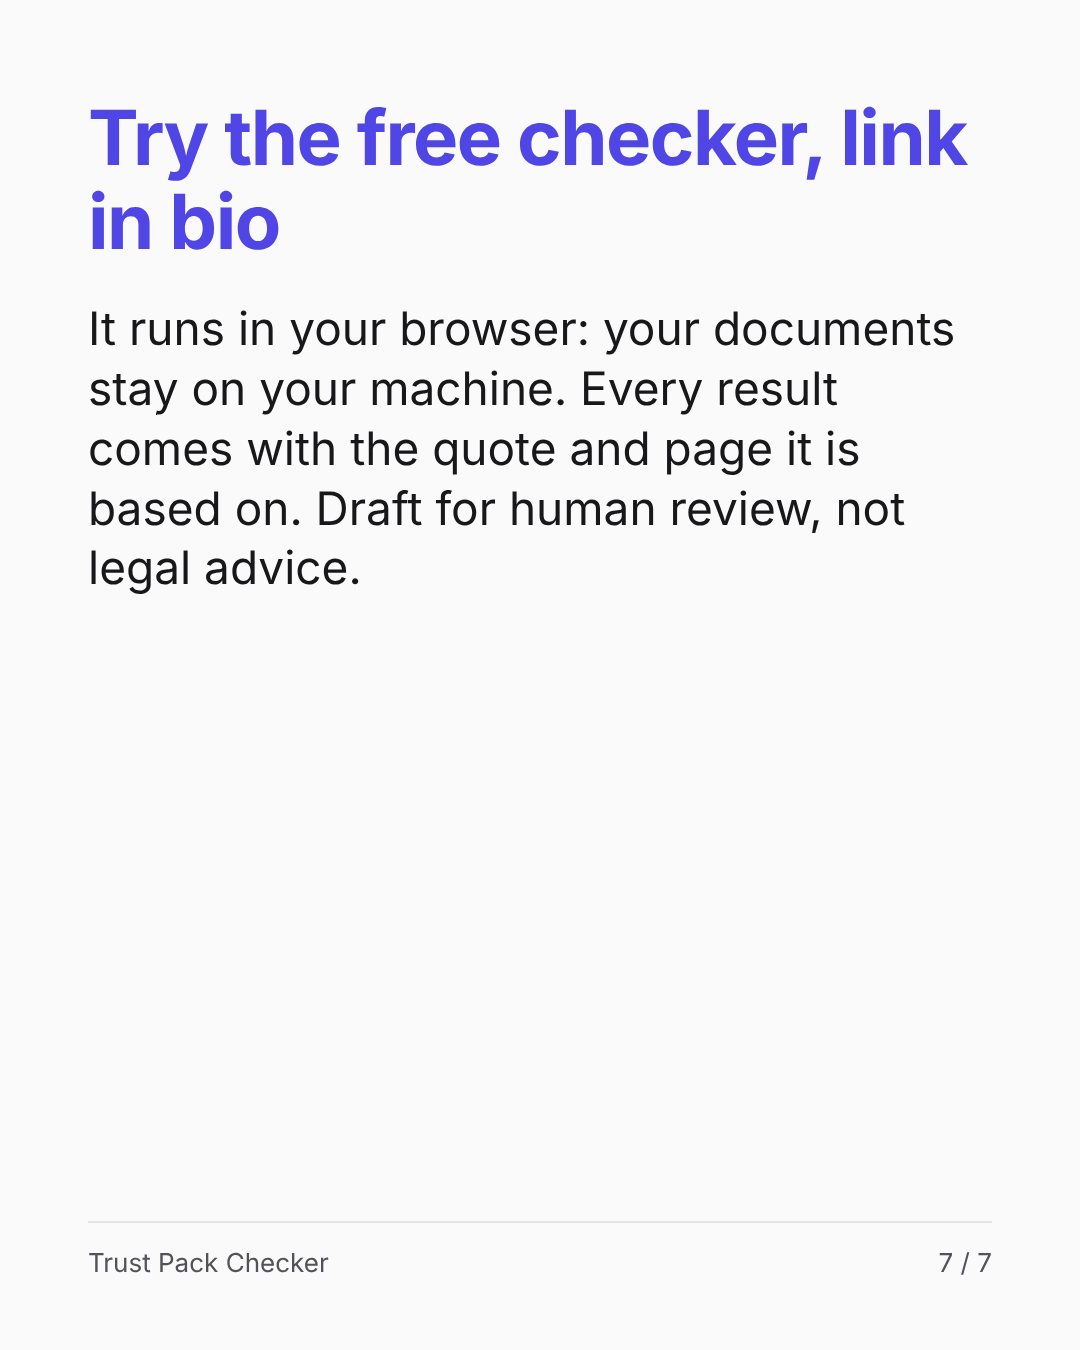 Try the free checker, link
in bio
It runs in your browser: your documents
stay on your machine. Every result
comes with the quote and page it is
based on. Draft for human review, not
legal advice.
Trust Pack Checker
7 / 7